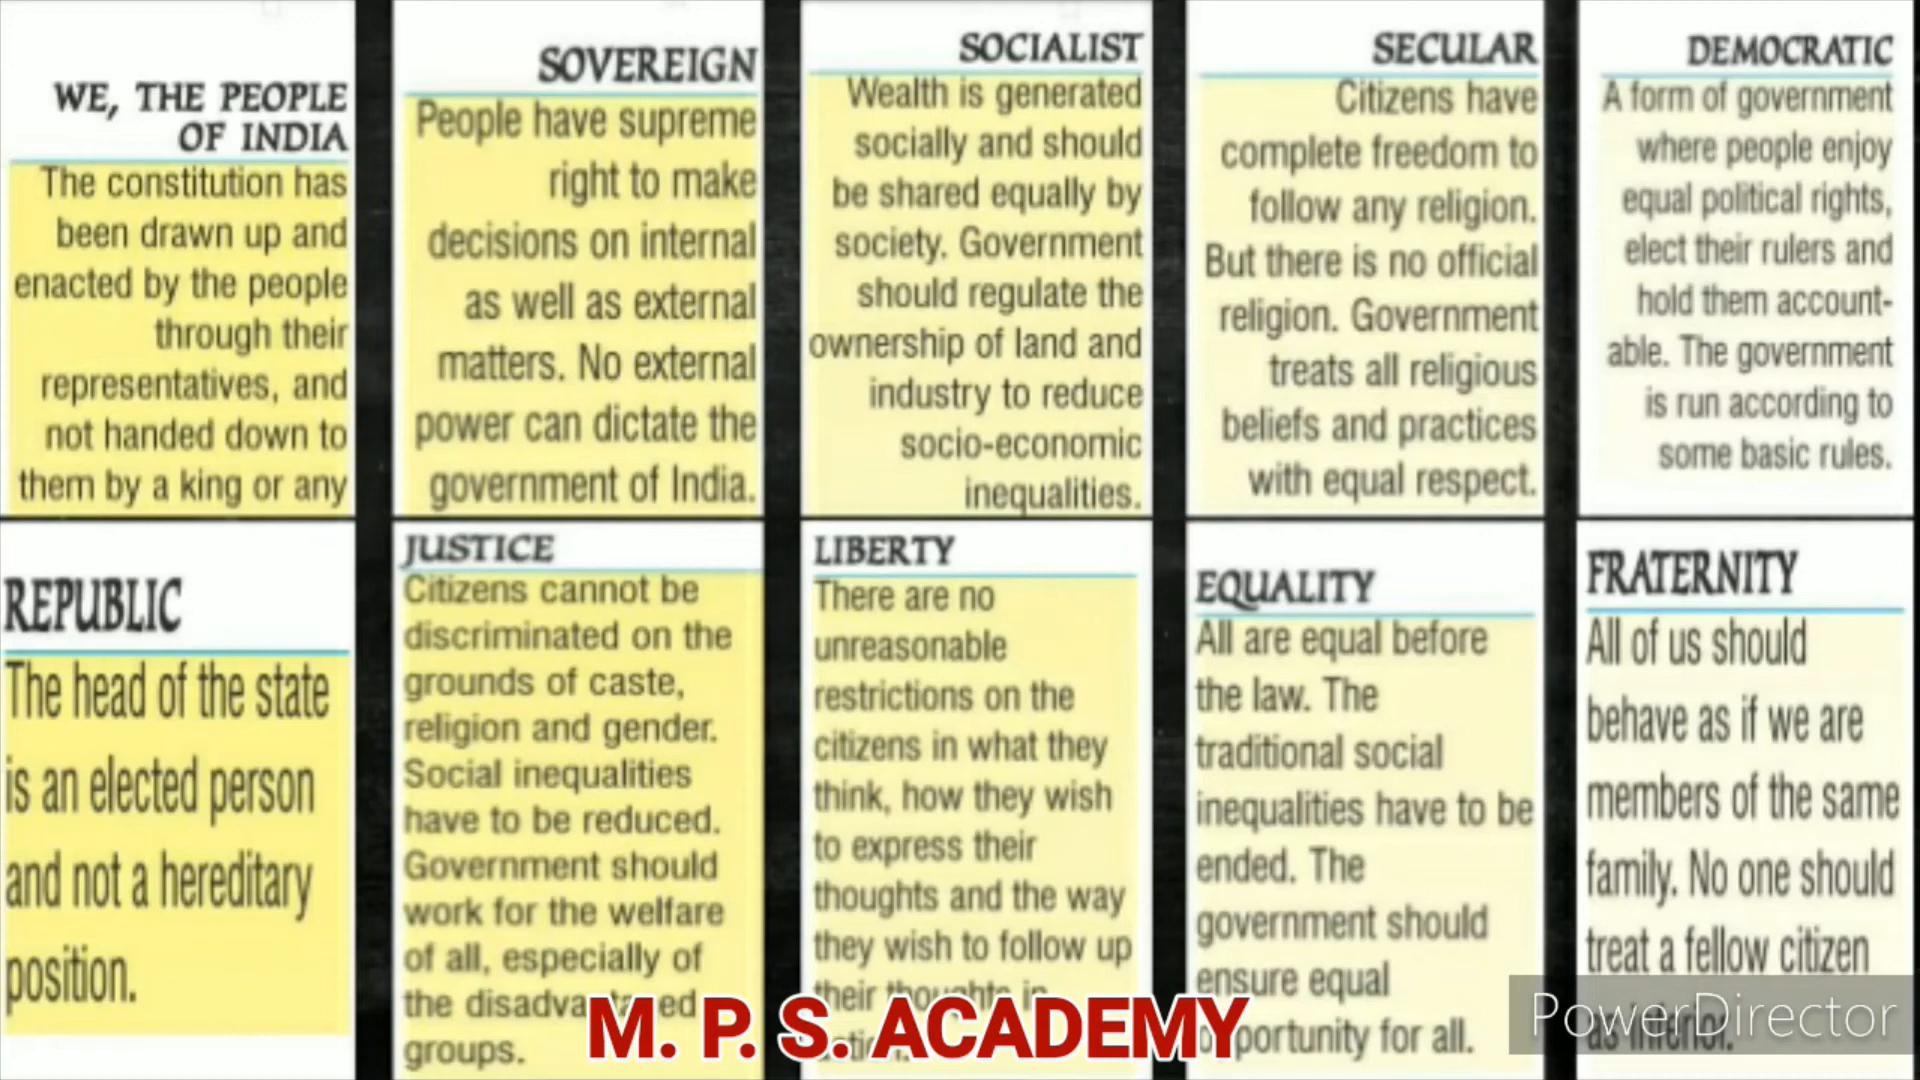 WE, THE PEOPLE
OF INDIA
The constitution has
been drawn up and
enacted by the people
through their
representatives, and
not handed down to
them by a king or any
SOVEREIGN
People have supreme
right to make
decisions on internal
as well as external
matters. No external
power can dictate the
government of India.
SOCIALIST
Wealth is generated
socially and should
be shared equally by
society. Government
should regulate the
ownership of land and
industry to reduce
socio-economic
inequalities.
SECULAR
Citizens have
complete freedom to
follow any religion.
But there is no official
religion. Government
treats all religious
beliefs and practices
with equal respect.
DEMOCRATIC
A form of government
where people enjoy
equal political rights,
elect their rulers and
hold them account-
able. The government
is run according to
some basic rules.
REPUBLIC
The head of the state
is an elected person
and not a hereditary
position.
JUSTICE
Citizens cannot be
discriminated on the
grounds of caste,
religion and gender.
Social inequalities
have to be reduced.
Government should
work for the welfare
of all, especially of
the disadvantaged
groups.
LIBERTY
There are no
unreasonable
restrictions on the
citizens in what they
think, how they wish
to express their
thoughts and the way
they wish to follow up
their thoughts in
EQUALITY
All are equal before
the law. The
traditional social
inequalities have to be
ended. The
government should
ensure equal
opportunity for all.
FRATERNITY
All of us should
behave as if we are
members of the same
family. No one should
treat a fellow citizen
as inferior.
M. P. S. ACADEMY
PowerDirector